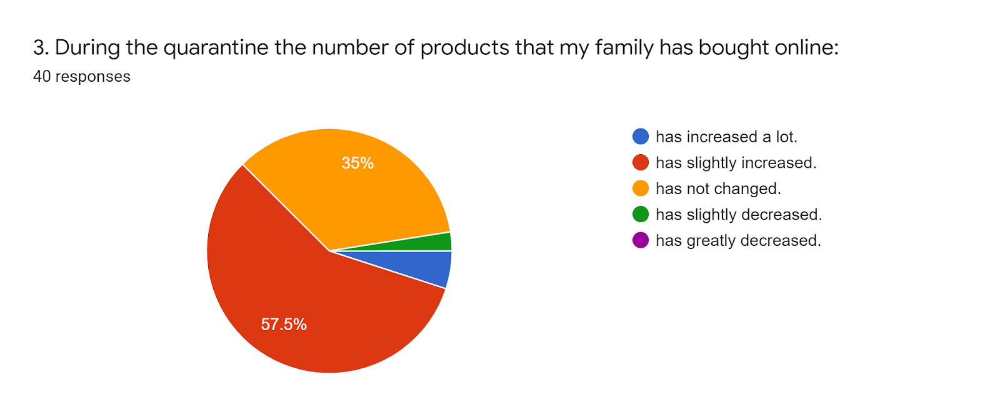 3. During the quarantine the number of products that my family has bought online:
40 responses
35%
57.5%
has increased a lot.
has slightly increased.
has not changed.
has slightly decreased.
has greatly decreased.